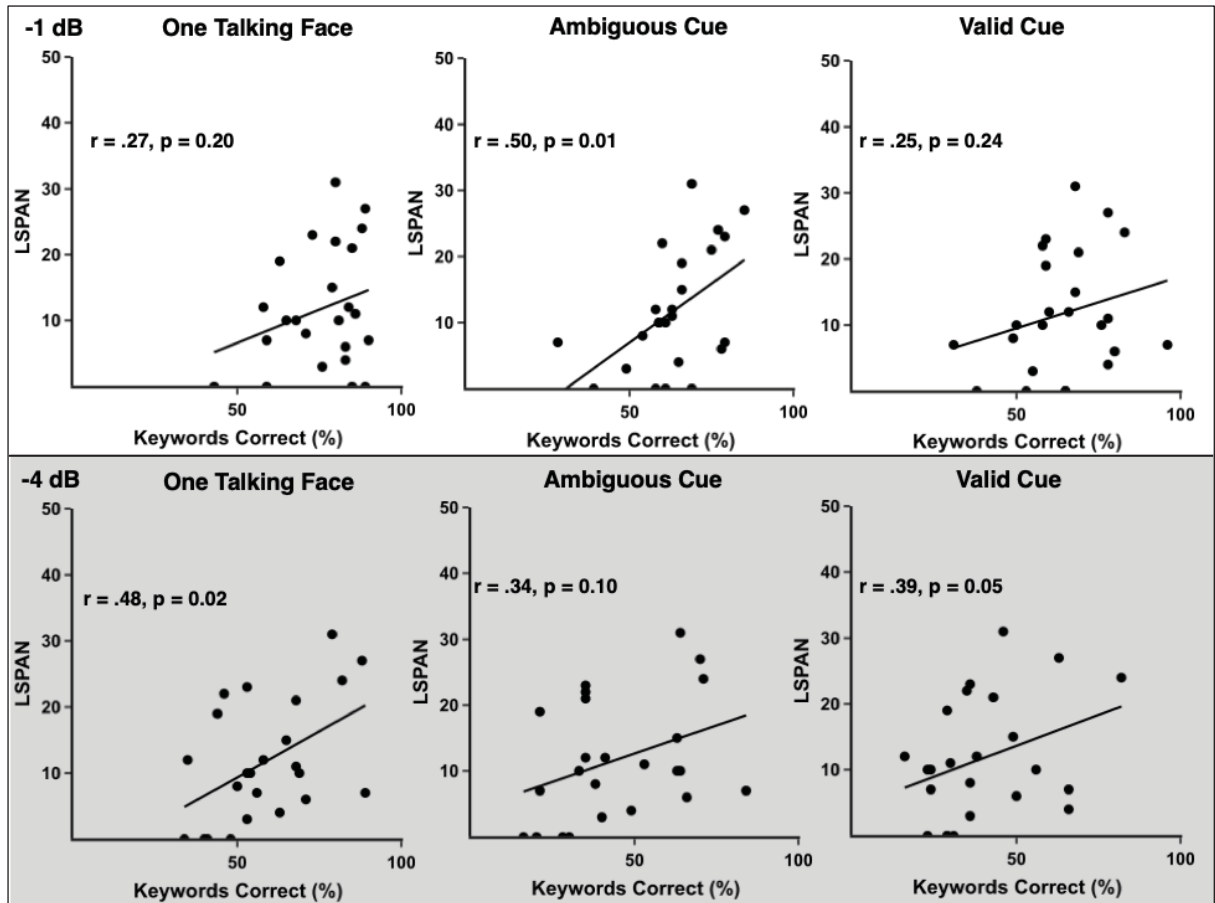 -1 dB One Talking Face Ambiguous Cue Valid Cue
50 50 50
40 40 40
r = .27, p = 0.20 r = .50, p = 0.01 r = .25, p = 0.24
LSPAN LSPAN LSPAN
30 30 30
20 20 20
10 10 10
50 100 50 100 50 100
Keywords Correct (%) Keywords Correct (%) Keywords Correct (%)
-4 dB One Talking Face Ambiguous Cue Valid Cue
50 50 50
40 40 40
r = .48, p = 0.02 r = .34, p = 0.10 r = .39, p = 0.05
LSPAN LSPAN LSPAN
30 30 30
20 20 20
10 10 10
50 100 50 100 50 100
Keywords Correct (%) Keywords Correct (%) Keywords Correct (%)